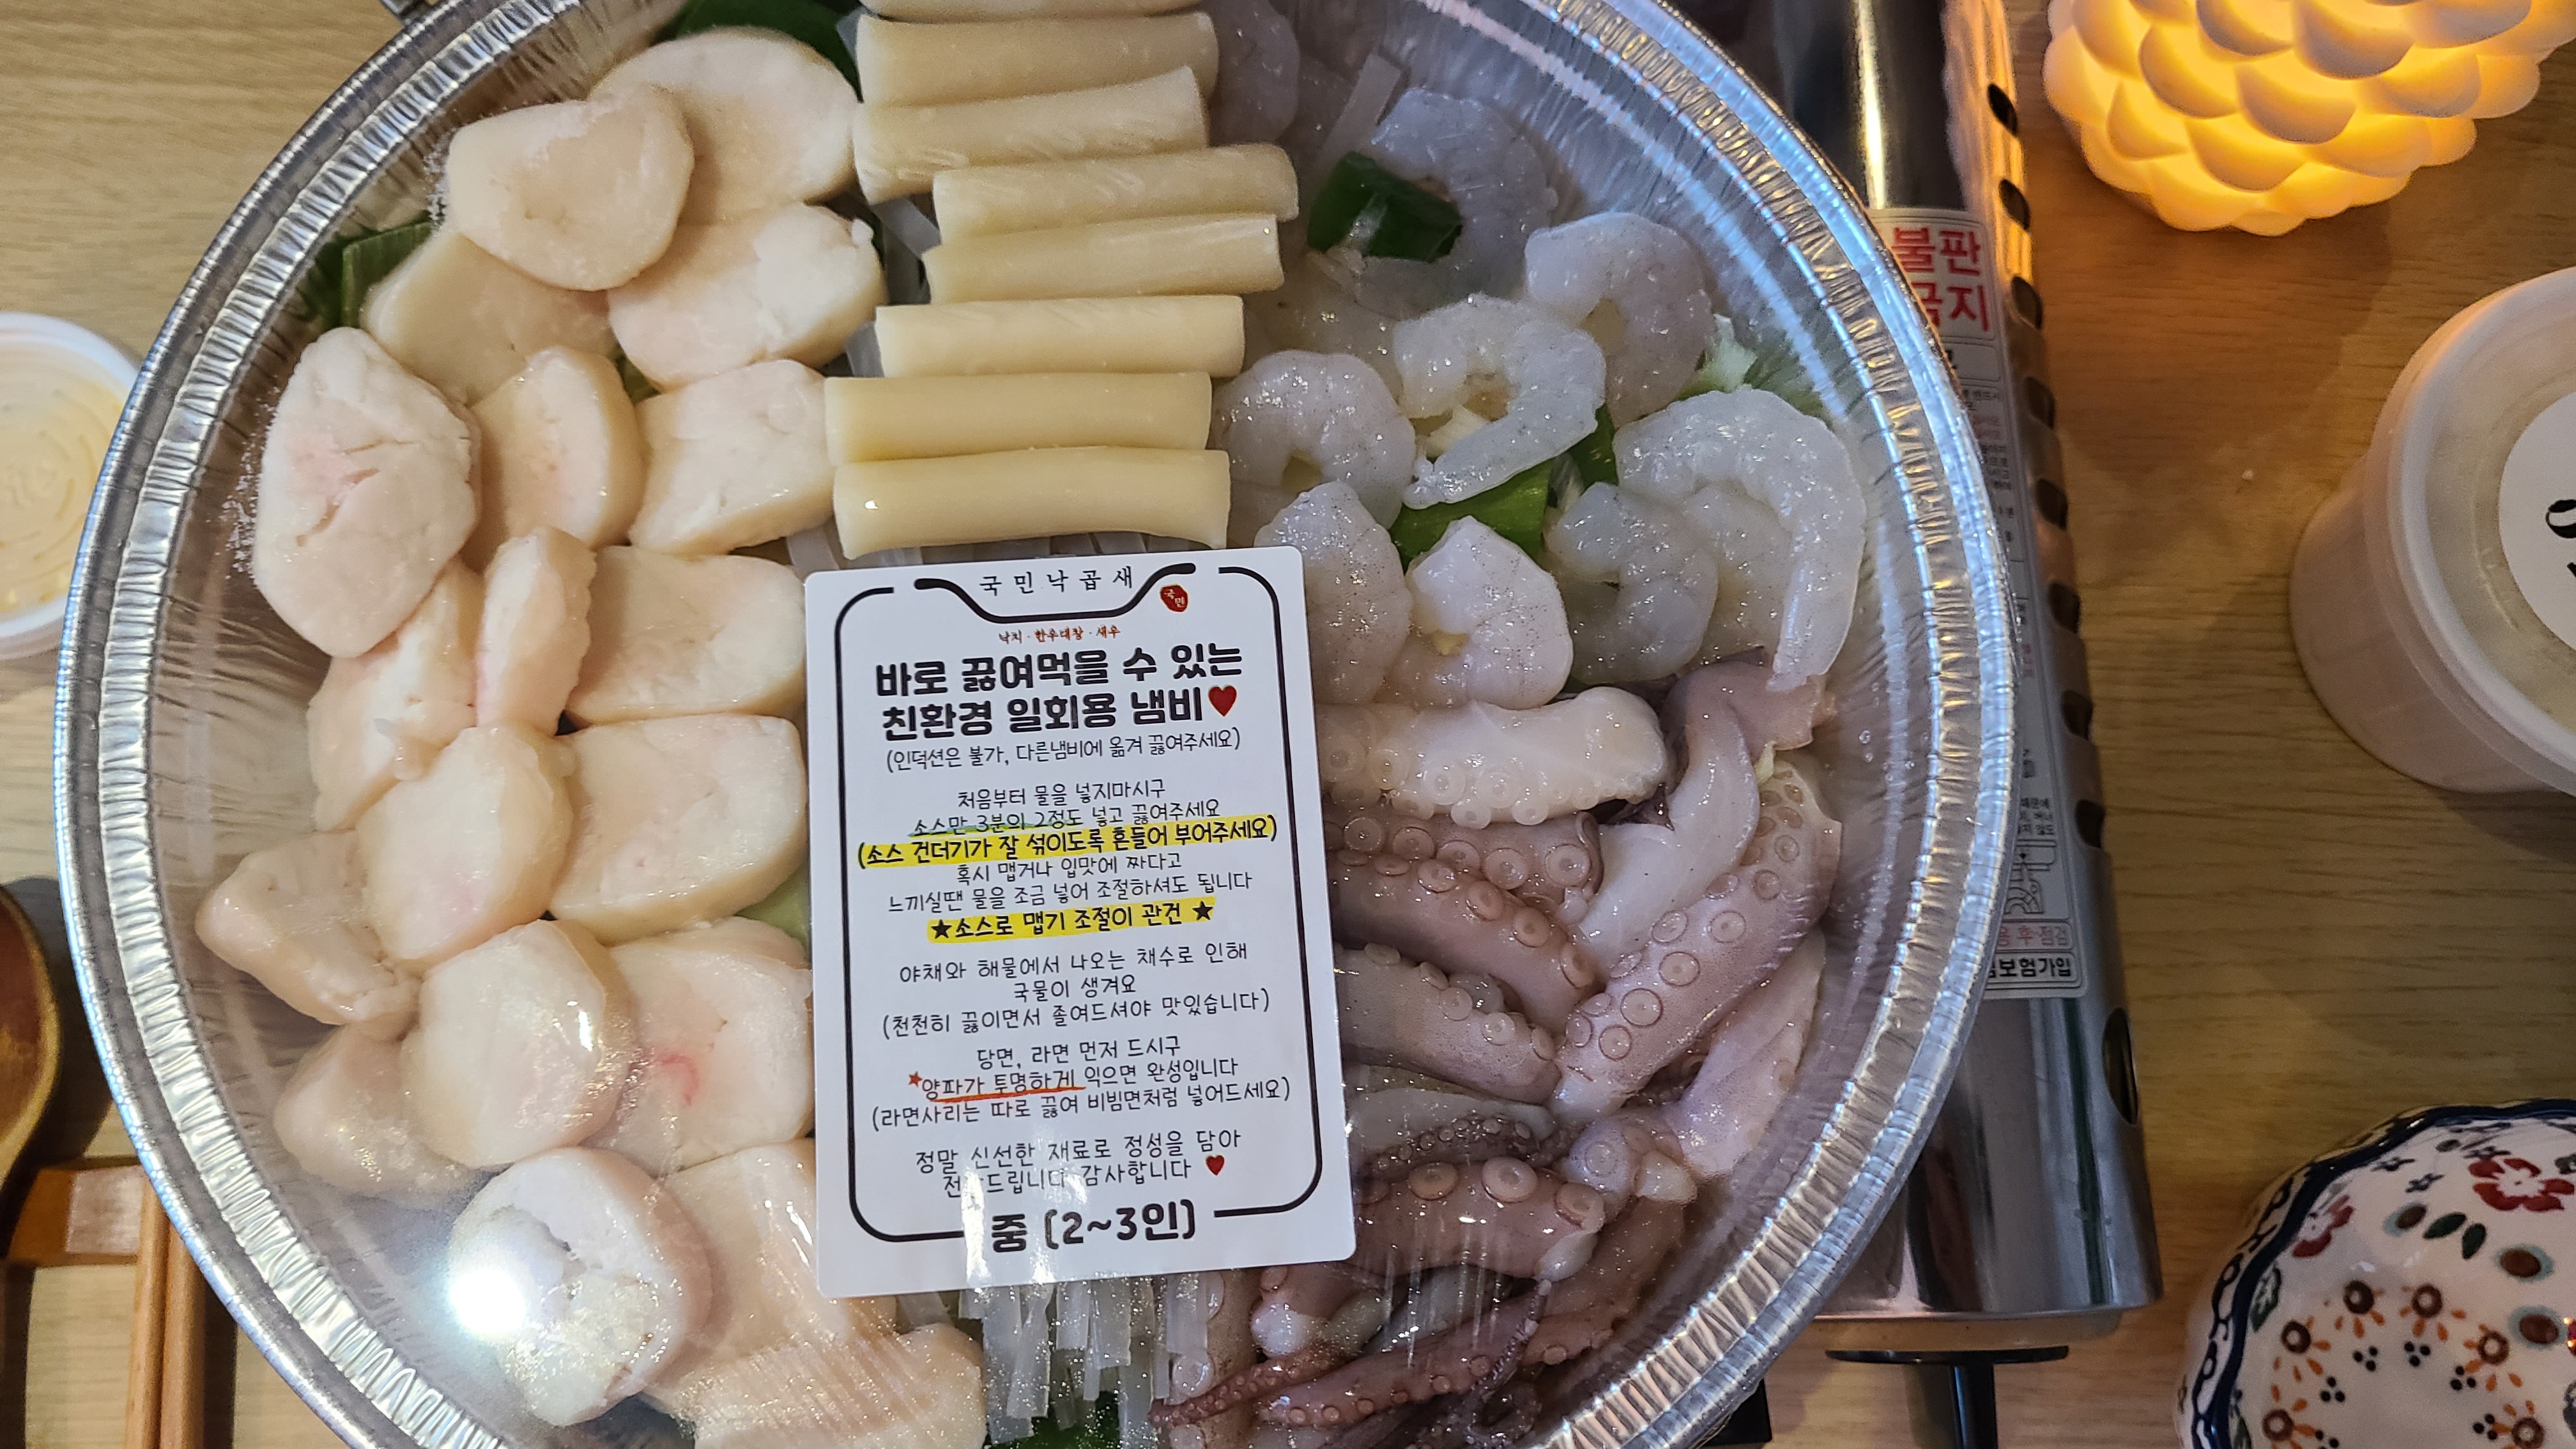 국민낙곱새
국민
낙지 · 한우대창 · 새우
바로 끓여먹을 수 있는
친환경 일회용 냄비♥
(인덕션은 불가, 다른냄비에 옮겨 끓여주세요)
처음부터 물을 넣지마시구
소스만 3분의 2정도 넣고 끓여주세요
(소스 건더기가 잘 섞이도록 흔들어 부어주세요)
혹시 맵거나 입맛에 짜다고
느끼실땐 물을 조금 넣어 조절하셔도 됩니다
★소스로 맵기 조절이 관건★
야채와 해물에서 나오는 채수로 인해
국물이 생겨요
(천천히 끓이면서 졸여드셔야 맛있습니다)
당면, 라면 먼저 드시구
*양파가 투명하게 익으면 완성입니다
(라면사리는 따로 끓여 비빔면처럼 넣어드세요)
정말 신선한 재료로 정성을 담아
감사합니다 ♥
중 (2~3인)
불판
금지
후 점검
보험가입